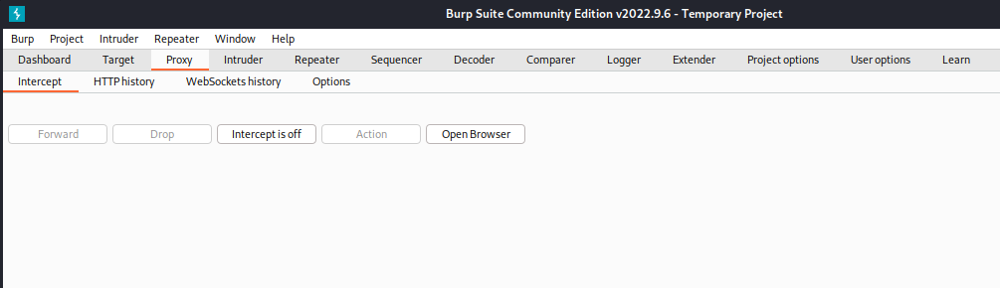 Burp Suite Community Edition v2022.9.6 - Temporary Project
Burp Project Intruder Repeater Window Help
Dashboard Target Proxy Intruder Repeater Sequencer Decoder Comparer Logger Extender Project options User options Learn
Intercept HTTP history WebSockets history Options
Forward Drop Intercept is off Action Open Browser